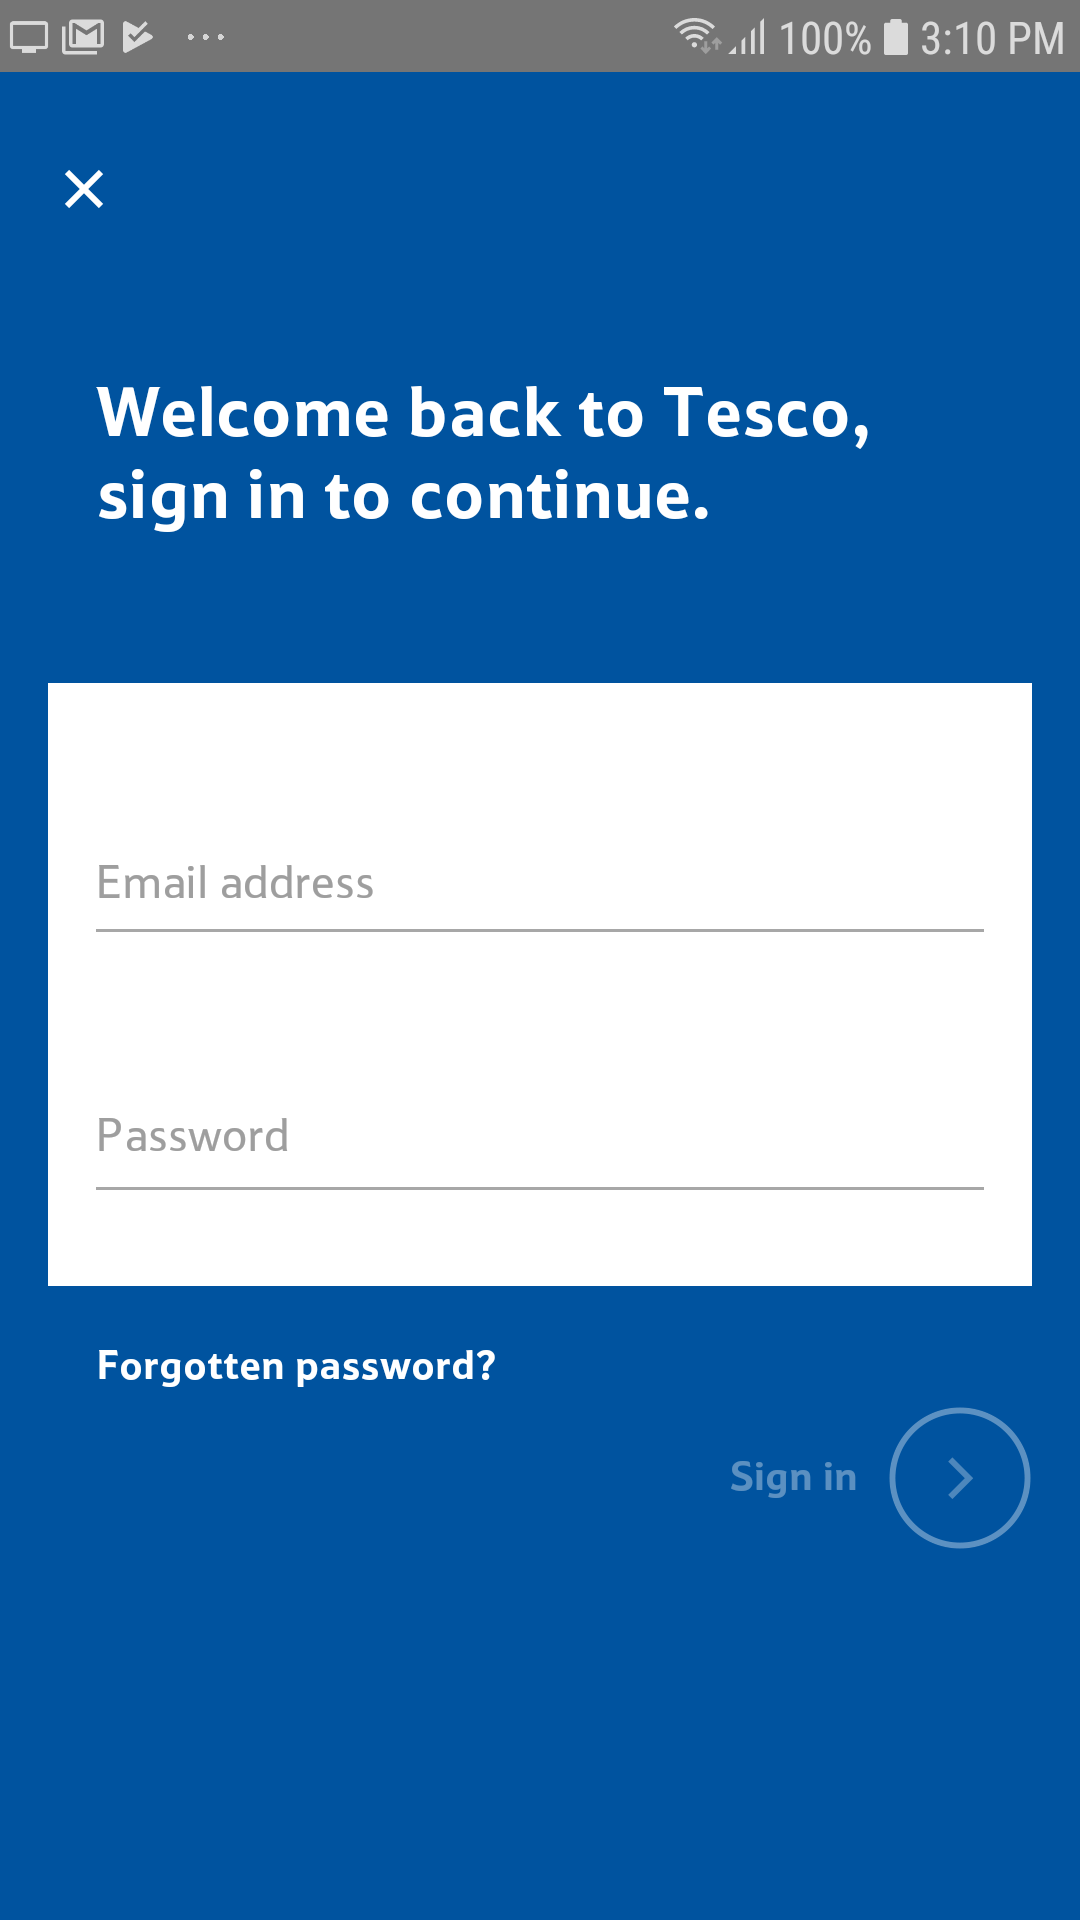 100% 3:10 PM
Welcome back to Tesco,
sign in to continue.
Email address
Password
Forgotten password?
Sign in